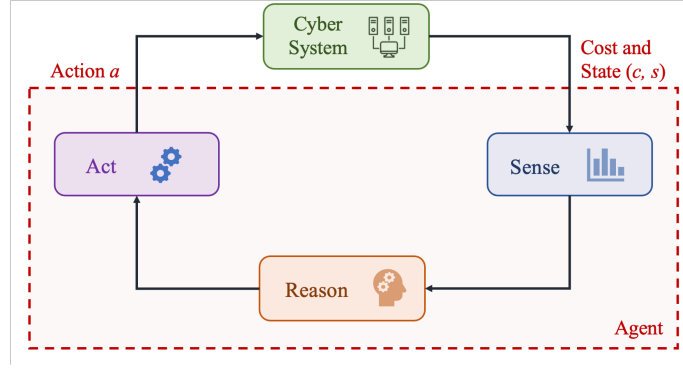 Cyber
System
Action a
Cost and
State (c, s)
Act
Sense
Reason
Agent